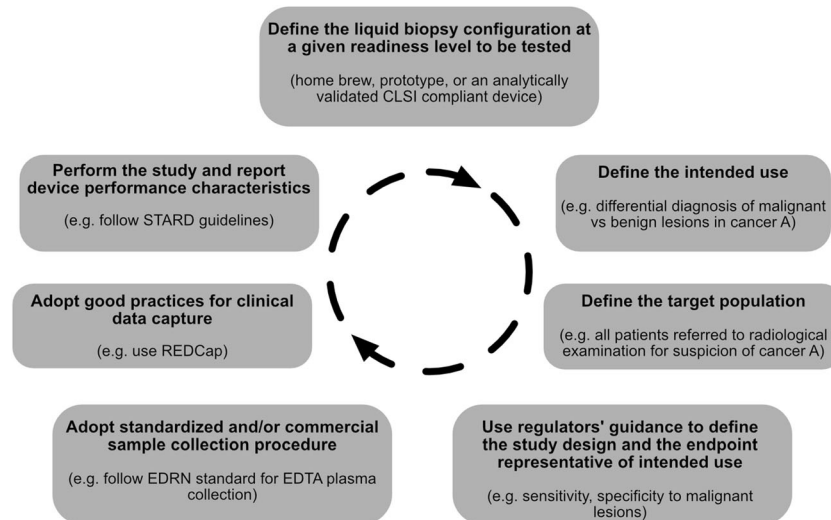 Define the liquid biopsy configuration at
a given readiness level to be tested
(home brew, prototype, or an analytically
validated CLSI compliant device)
Define the intended use
(e.g. differential diagnosis of malignant
vs benign lesions in cancer A)
Define the target population
(e.g. all patients referred to radiological
examination for suspicion of cancer A)
Use regulators' guidance to define
the study design and the endpoint
representative of intended use
(e.g. sensitivity, specificity to malignant
lesions)
Adopt standardized and/or commercial
sample collection procedure
(e.g. follow EDRN standard for EDTA plasma
collection)
Adopt good practices for clinical
data capture
(e.g. use REDCap)
Perform the study and report
device performance characteristics
(e.g. follow STARD guidelines)